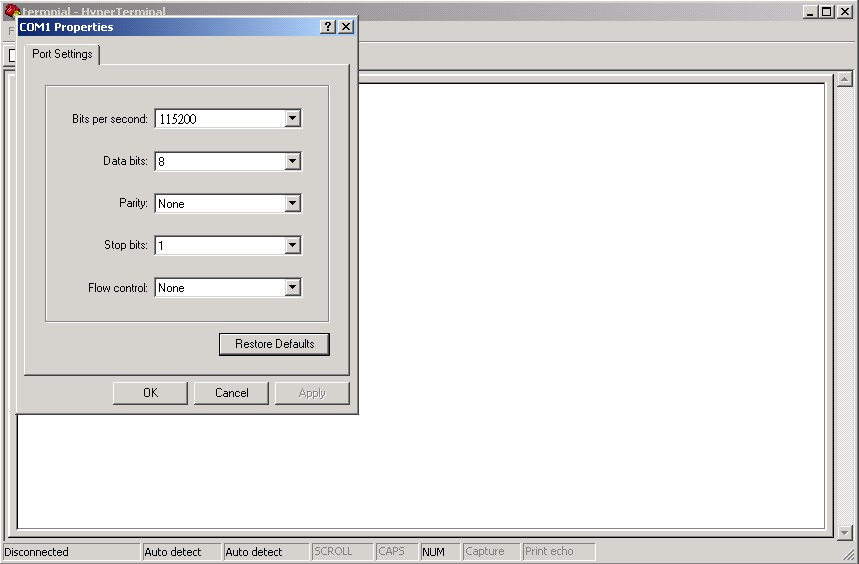 termpial - HyperTerminal
COM1 Properties
Port Settings
Bits per second: 115200
Data bits: 8
Parity: None
Stop bits: 1
Flow control: None
Restore Defaults
OK Cancel Apply
Disconnected Auto detect Auto detect SCROLL CAPS NUM Capture Print echo